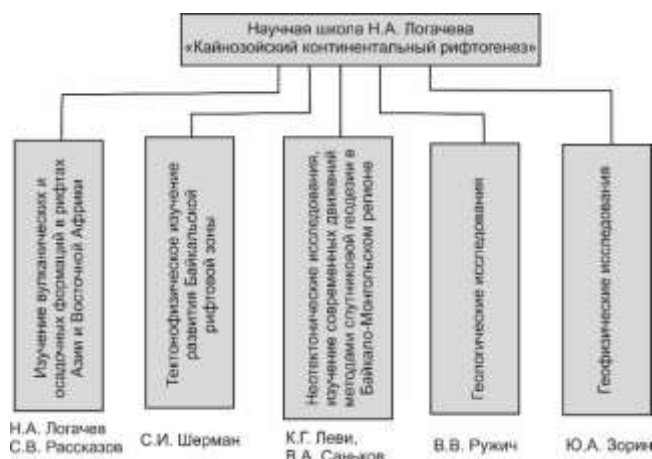 Научная школа Н.А. Логачева
«Кайнозойский континентальный рифтогенез»
Изучение вулканических и
осадочных формаций в рифтах
Азии и Восточной Африки
Тектонофизическое изучение
развития Байкальской
рифтовой зоны
Неотектонические исследования,
изучение современных движений
методами спутниковой геодезии в
Байкало-Монгольском регионе
Геологические исследования
Геофизические исследования
Н.А. Логачев
С.В. Рассказов
С.И. Шерман
К.Г. Леви,
В.А. Саньков
В.В. Ружич
Ю.А. Зорин